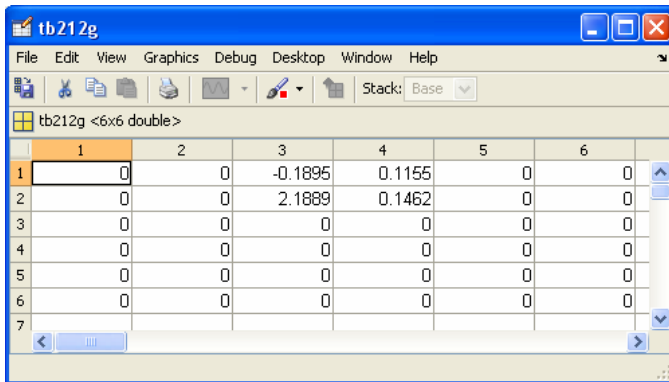 tb212g
File Edit View Graphics Debug Desktop Window Help
Stack: Base
tb212g <6x6 double>
1 2 3 4 5 6
1 0 0 -0.1895 0.1155 0 0
2 0 0 2.1889 0.1462 0 0
3 0 0 0 0 0 0
4 0 0 0 0 0 0
5 0 0 0 0 0 0
6 0 0 0 0 0 0
7